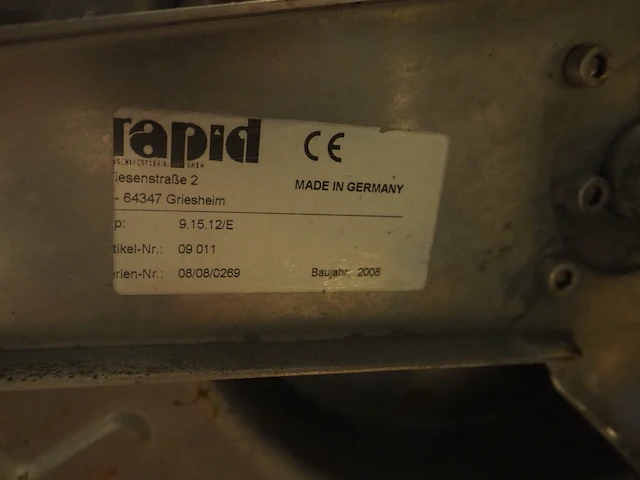 rapid CE
iesenstraße 2
MADE IN GERMANY
- 64347 Griesheim
p: 9.15.12/E
tikel-Nr.: 09 011
rien-Nr.: 08/08/0269 Baujahr: 2008